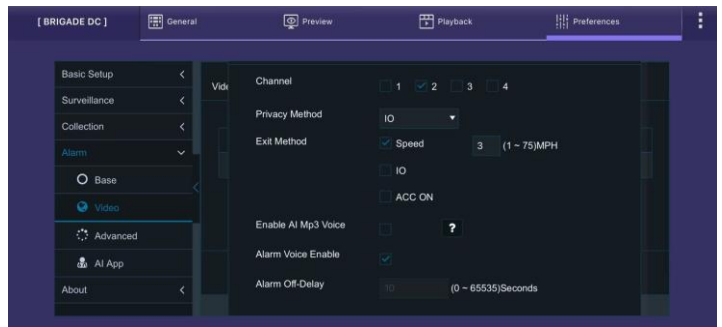 [ BRIGADE DC ] General Preview Playback Preferences
Basic Setup
Surveillance
Collection
Alarm
Base
Video
Advanced
AI App
About
Vide
Channel 1 2 3 4
Privacy Method IO
Exit Method Speed 3 (1 ~ 75)MPH
IO
ACC ON
Enable AI Mp3 Voice ?
Alarm Voice Enable
Alarm Off-Delay 10 (0 ~ 65535)Seconds